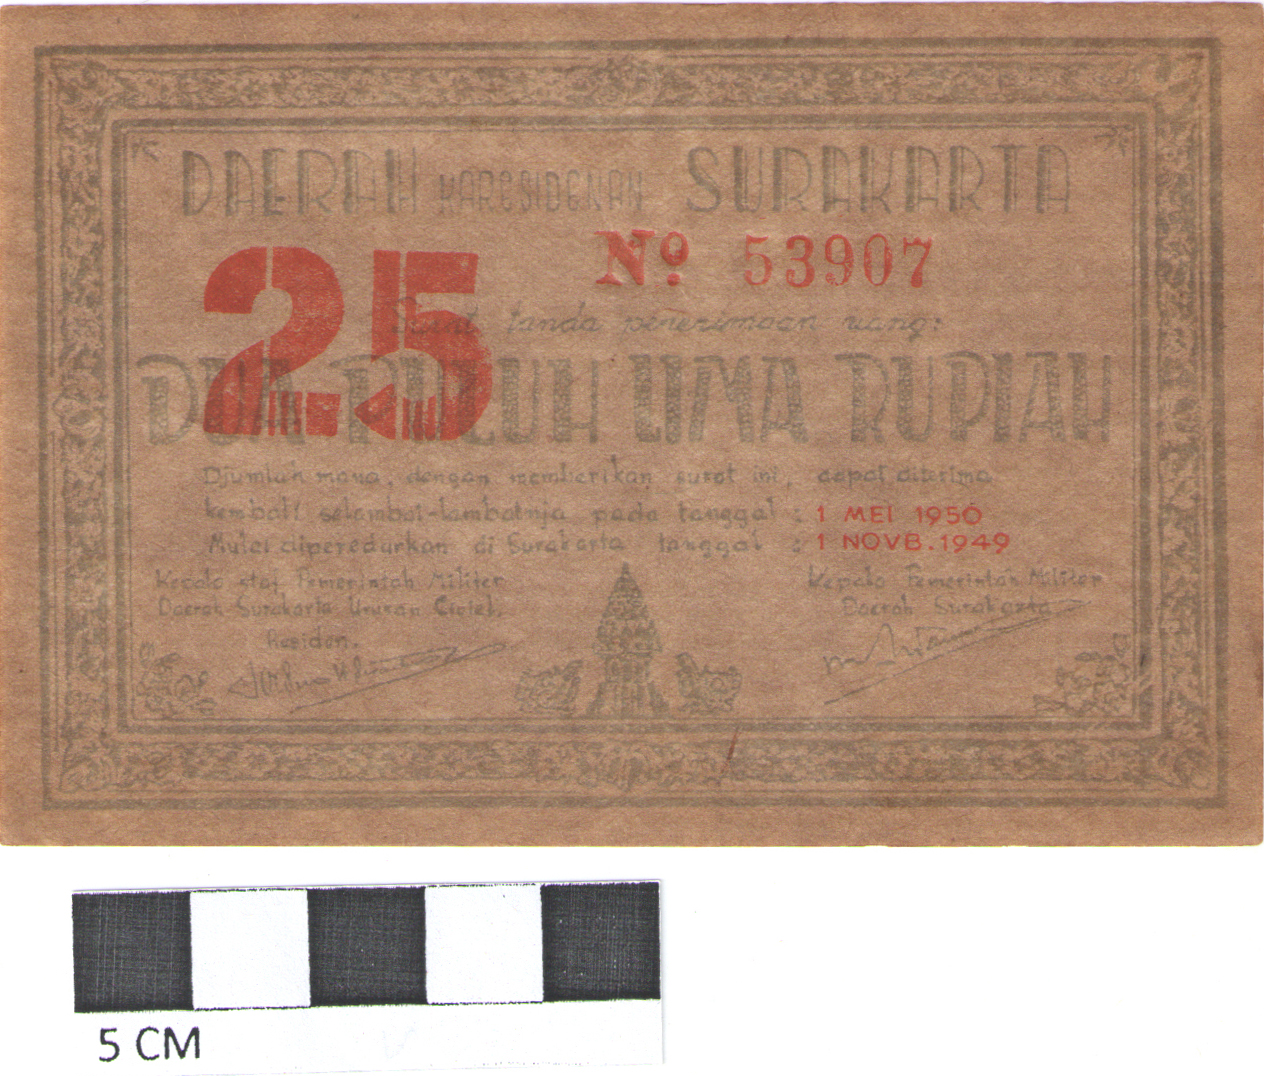 DAERAH KARESIDENAN SURAKARTA
25
Nº 53907
Surat tanda penerimaan uang:
DUA PULUH LIMA RUPIAH
Djumlah mana, dengan memberikan surat ini, dapat diterima
kembali selambat-lambatnja pada tanggal : 1 MEI 1950
Mulai diperedarkan di Surakarta tanggal : 1 NOVB. 1949
Kepala staf Pemerintah Militer
Daerah Surakarta Urusan Civiel.
Residen.
Kepala Pemerintah Militer
Daerah Surakarta
5 CM